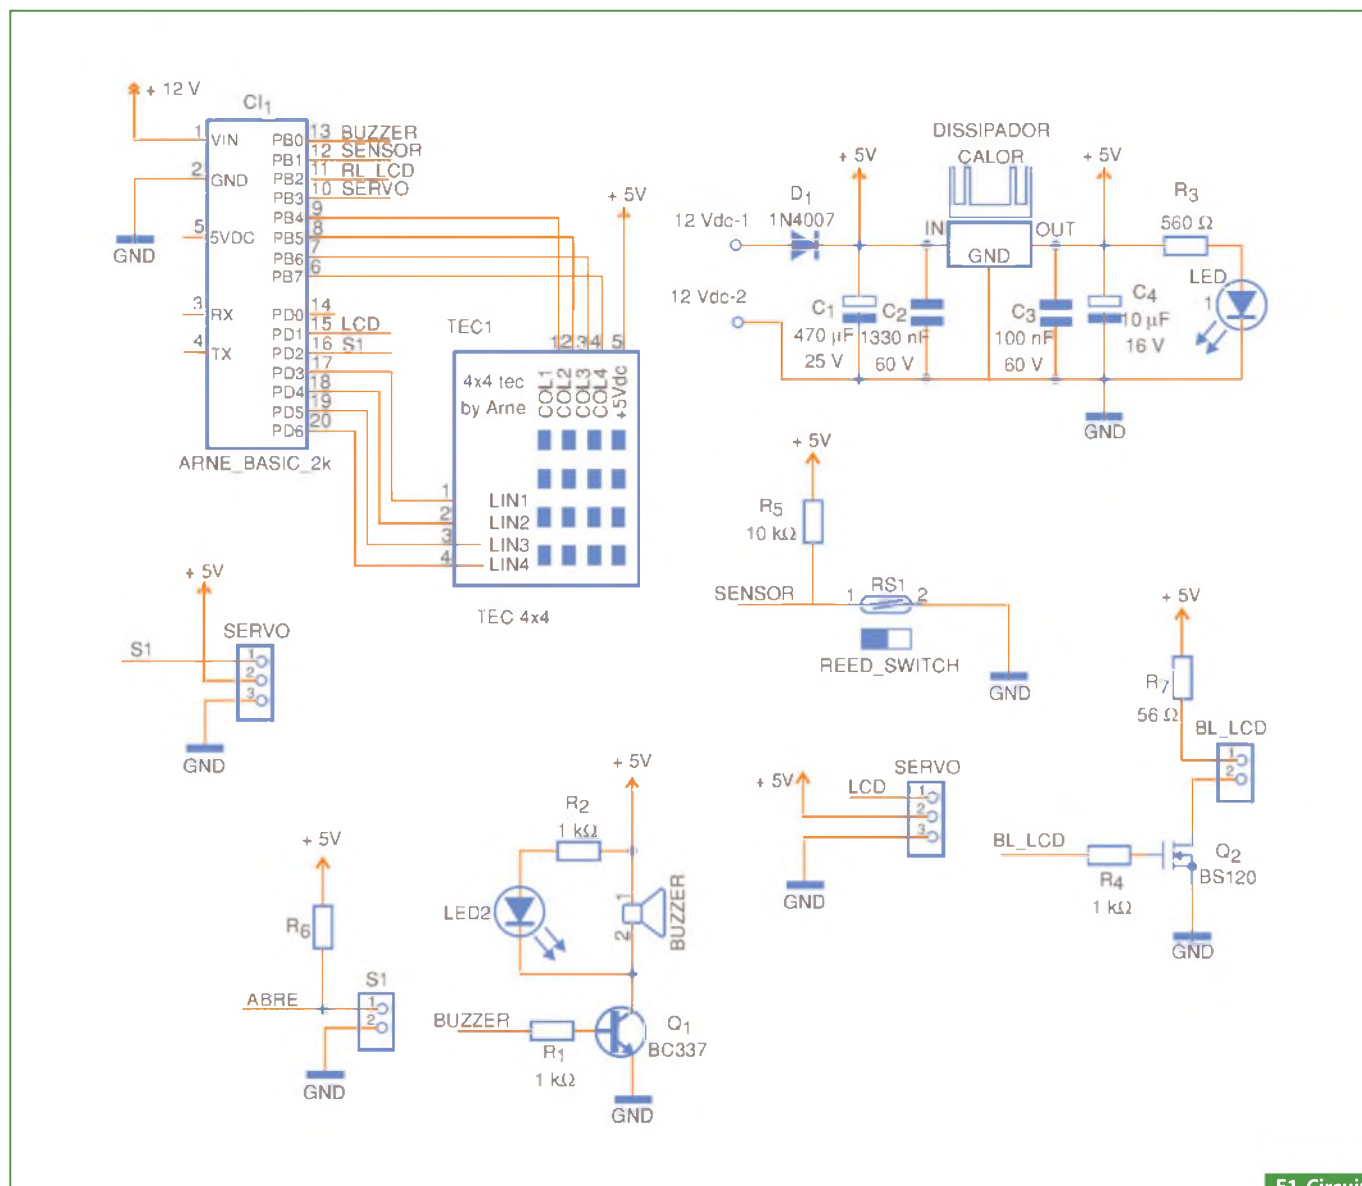 + 12 V
CI1
1 VIN PB0 13 BUZZER
PB1 12 SENSOR
2 GND PB2 11 RL_LCD
PB3 10 SERVO
PB4 9
5 5VDC PB5 8
PB6 7
PB7 6
3 RX PD0 14
PD1 15 LCD
4 TX PD2 16 S1
PD3 17
PD4 18
PD5 19
PD6 20
GND
ARNE_BASIC_2k
+ 5V
TEC1
1 2 3 4 5
COL1
COL2
COL3
COL4
+5Vdc
4x4 tec
by Arne
1 LIN1
2 LIN2
3 LIN3
4 LIN4
TEC 4x4
DISSIPADOR
CALOR
+ 5V
+ 5V
D1
1N4007
12 Vdc-1
IN
GND
OUT
R3
560 Ω
LED
1
12 Vdc-2
C1
470 µF
25 V
C2
1330 nF
60 V
C3
100 nF
60 V
C4
10 µF
16 V
GND
+ 5V
R5
10 kΩ
SENSOR
1 RS1 2
REED_SWITCH
GND
+ 5V
SERVO
S1
1
2
3
GND
+ 5V
R7
56 Ω
BL_LCD
1
2
BL_LCD
R4
1 kΩ
Q2
BS120
GND
+ 5V
SERVO
LCD
1
2
3
GND
+ 5V
R2
1 kΩ
LED2
1
2
BUZZER
BUZZER
R1
1 kΩ
Q1
BC337
GND
+ 5V
R6
ABRE
S1
1
2
GND